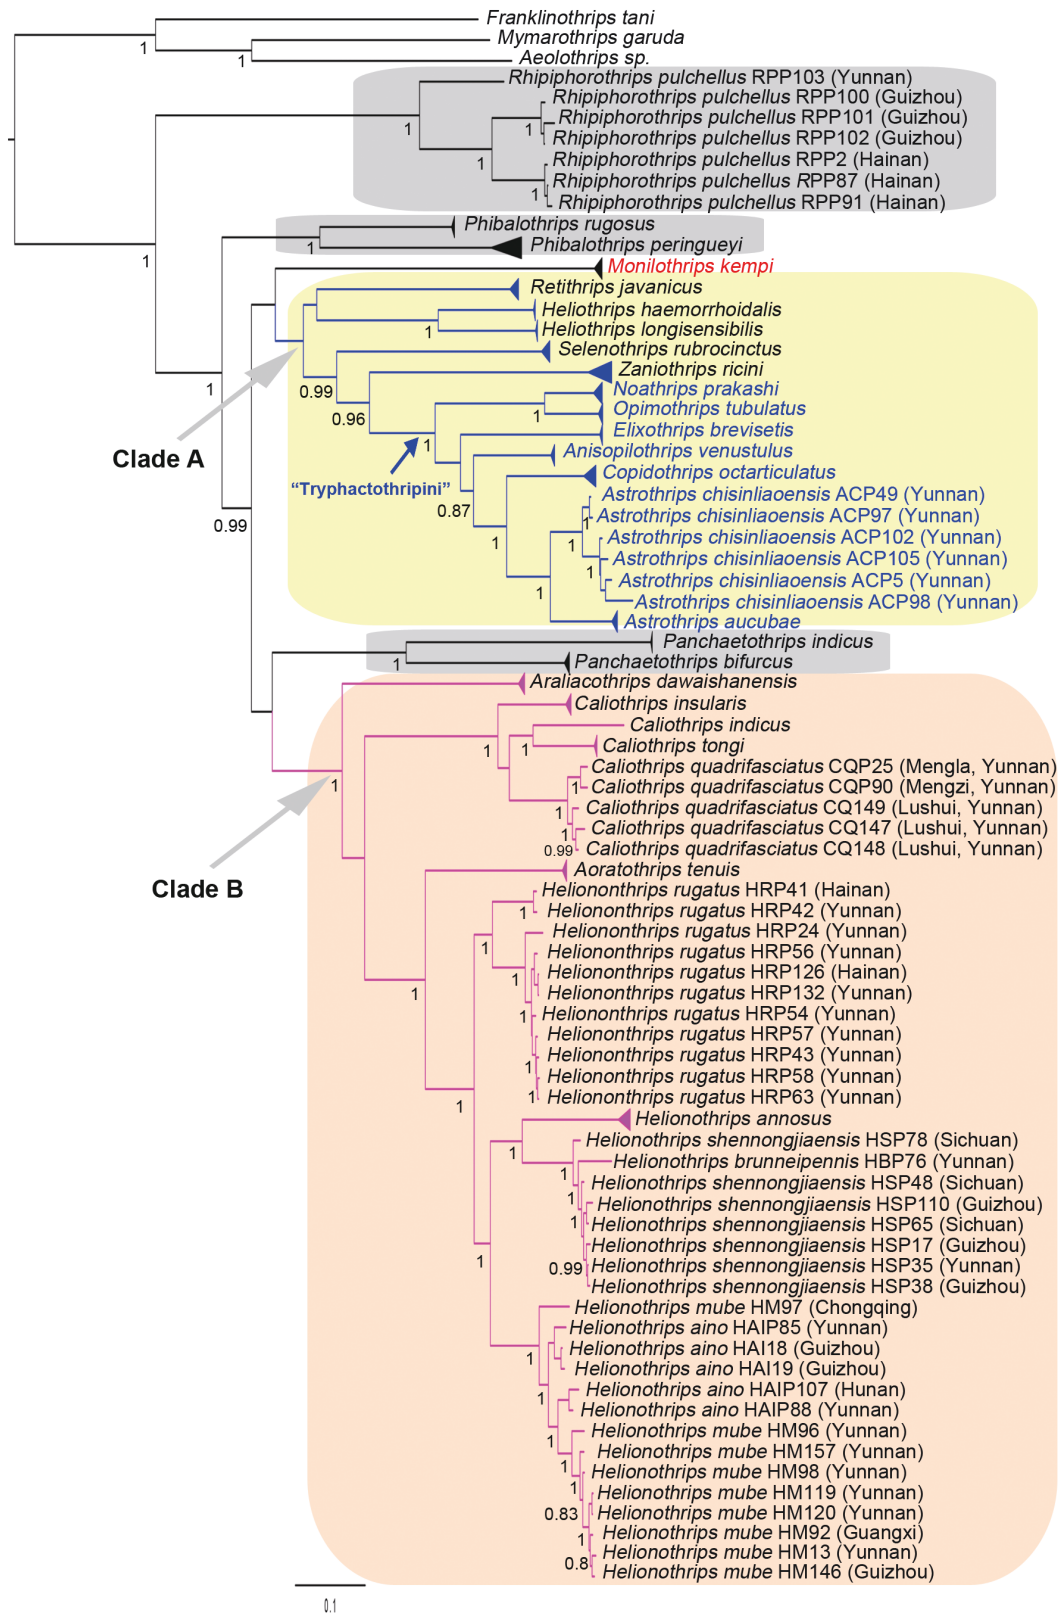 Franklinothrips tani
Mymarothrips garuda
1
Aeolothrips sp.
1
Rhipiphorothrips pulchellus RPP103 (Yunnan)
Rhipiphorothrips pulchellus RPP100 (Guizhou)
Rhipiphorothrips pulchellus RPP101 (Guizhou)
1
1
Rhipiphorothrips pulchellus RPP102 (Guizhou)
Rhipiphorothrips pulchellus RPP2 (Hainan)
1
Rhipiphorothrips pulchellus RPP87 (Hainan)
1
Rhipiphorothrips pulchellus RPP91 (Hainan)
Phibalothrips rugosus
Phibalothrips peringueyi
1
1
Monilothrips kempi
Retithrips javanicus
Heliothrips haemorrhoidalis
Heliothrips longisensibilis
1
Selenothrips rubrocinctus
Zaniothrips ricini
1
0.99
Noathrips prakashi
Opimothrips tubulatus
1
0.96
Elixothrips brevisetis
1
Anisopilothrips venustulus
Clade A
Copidothrips octarticulatus
“Tryphactothripini”
Astrothrips chisinliaoensis ACP49 (Yunnan)
0.87
Astrothrips chisinliaoensis ACP97 (Yunnan)
1
0.99
Astrothrips chisinliaoensis ACP102 (Yunnan)
1
1
Astrothrips chisinliaoensis ACP105 (Yunnan)
1
Astrothrips chisinliaoensis ACP5 (Yunnan)
1
Astrothrips chisinliaoensis ACP98 (Yunnan)
Astrothrips aucubae
Panchaetothrips indicus
Panchaetothrips bifurcus
1
Araliacothrips dawaishanensis
Caliothrips insularis
Caliothrips indicus
Caliothrips tongi
1
1
Caliothrips quadrifasciatus CQP25 (Mengla, Yunnan)
Caliothrips quadrifasciatus CQP90 (Mengzi, Yunnan)
1
1
Caliothrips quadrifasciatus CQ149 (Lushui, Yunnan)
1
Caliothrips quadrifasciatus CQ147 (Lushui, Yunnan)
1
Caliothrips quadrifasciatus CQ148 (Lushui, Yunnan)
0.99
Aoratothrips tenuis
Clade B
Heliononthrips rugatus HRP41 (Hainan)
Heliononthrips rugatus HRP42 (Yunnan)
1
Heliononthrips rugatus HRP24 (Yunnan)
1
Heliononthrips rugatus HRP56 (Yunnan)
Heliononthrips rugatus HRP126 (Hainan)
1
Heliononthrips rugatus HRP132 (Yunnan)
1
Heliononthrips rugatus HRP54 (Yunnan)
1
Heliononthrips rugatus HRP57 (Yunnan)
Heliononthrips rugatus HRP43 (Yunnan)
1
Heliononthrips rugatus HRP58 (Yunnan)
Heliononthrips rugatus HRP63 (Yunnan)
1
1
Helionothrips annosus
Helionothrips shennongjiaensis HSP78 (Sichuan)
1
Helionothrips brunneipennis HBP76 (Yunnan)
1
Helionothrips shennongjiaensis HSP48 (Sichuan)
1
Helionothrips shennongjiaensis HSP110 (Guizhou)
1
Helionothrips shennongjiaensis HSP65 (Sichuan)
Helionothrips shennongjiaensis HSP17 (Guizhou)
1
Helionothrips shennongjiaensis HSP35 (Yunnan)
0.99
Helionothrips shennongjiaensis HSP38 (Guizhou)
Helionothrips mube HM97 (Chongqing)
Helionothrips aino HAIP85 (Yunnan)
Helionothrips aino HAI18 (Guizhou)
1
Helionothrips aino HAI19 (Guizhou)
Helionothrips aino HAIP107 (Hunan)
1
Helionothrips aino HAIP88 (Yunnan)
Helionothrips mube HM96 (Yunnan)
1
Helionothrips mube HM157 (Yunnan)
1
Helionothrips mube HM98 (Yunnan)
1
Helionothrips mube HM119 (Yunnan)
Helionothrips mube HM120 (Yunnan)
0.83
Helionothrips mube HM92 (Guangxi)
1
Helionothrips mube HM13 (Yunnan)
0.8
Helionothrips mube HM146 (Guizhou)
0.1